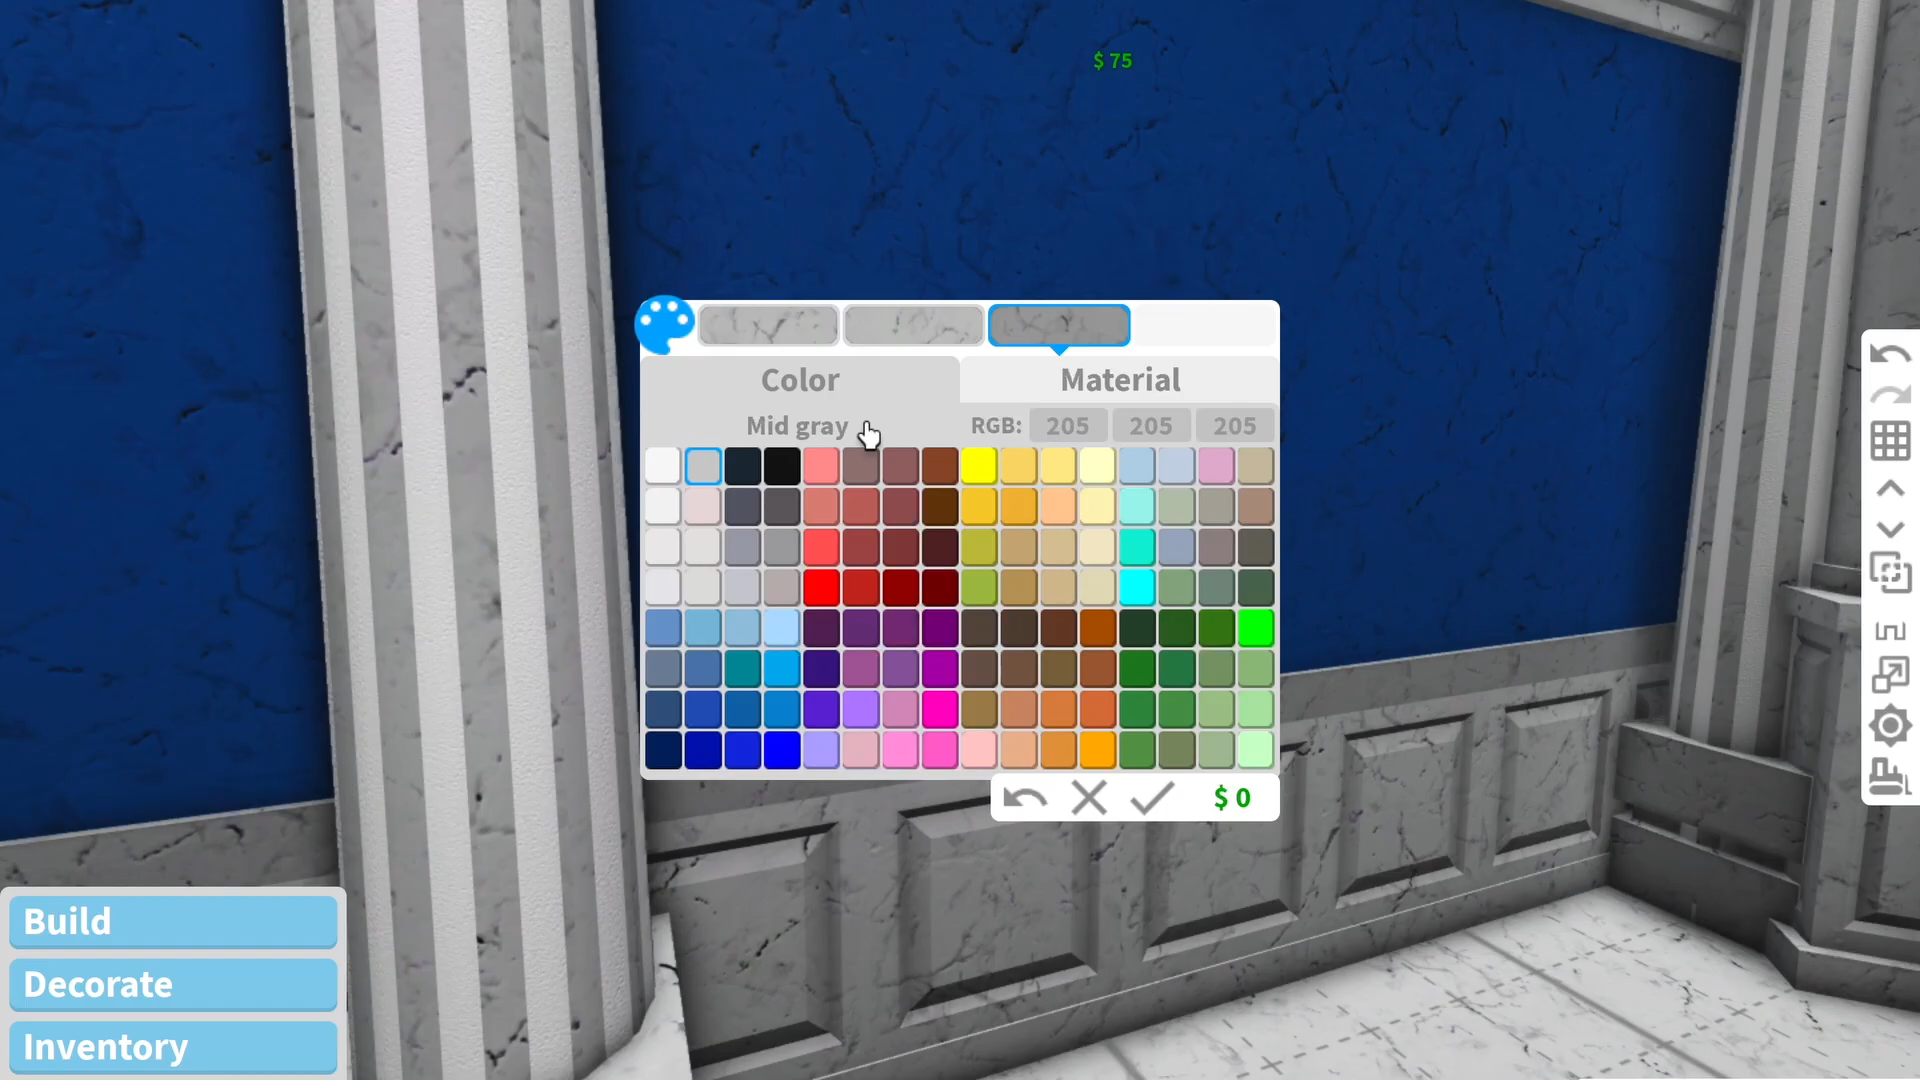 $ 75
Color
Material
Mid gray
RGB: 205 205 205
$ 0
Build
Decorate
Inventory